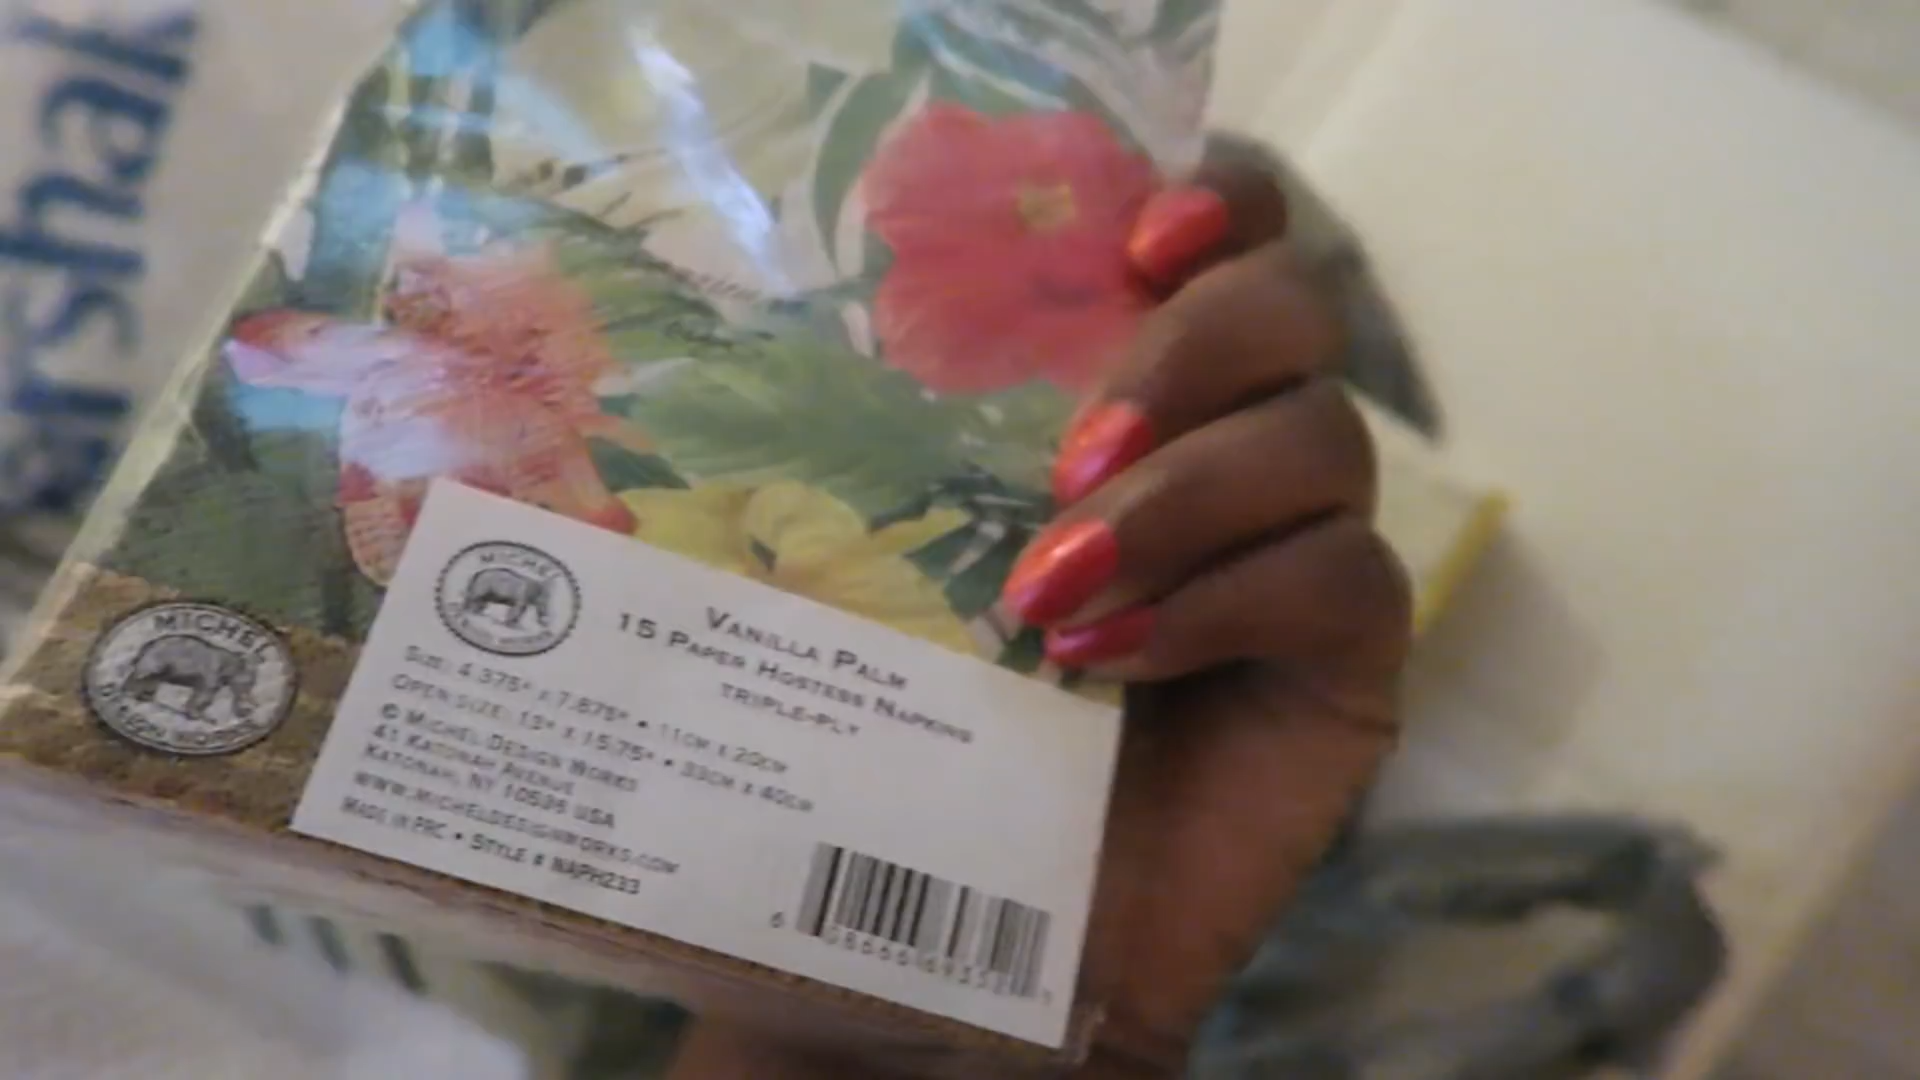 MICHEL
DESIGN WORKS
MICHEL
VANILLA PALM
15 PAPER HOSTESS NAPKINS
TRIPLE-PLY
SIZE: 4.375" x 7.875" • 11CM x 20CM
OPEN SIZE: 13" x 15.75" • 33CM x 40CM
© MICHEL DESIGN WORKS
41 KATONAH AVENUE
KATONAH, NY 10536 USA
WWW.MICHELDESIGNWORKS.COM
MADE IN PRC • STYLE # NAPH233